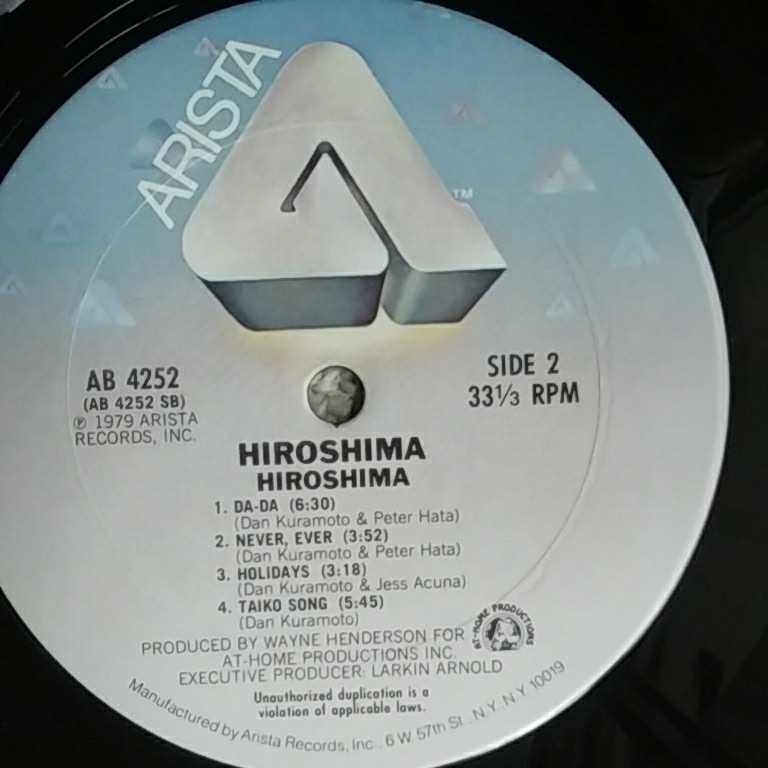 ARISTA
TM
AB 4252
(AB 4252 SB)
℗ 1979 ARISTA
RECORDS, INC.
SIDE 2
33⅓ RPM
HIROSHIMA
HIROSHIMA
1. DA-DA (6:30)
(Dan Kuramoto & Peter Hata)
2. NEVER, EVER (3:52)
(Dan Kuramoto & Peter Hata)
3. HOLIDAYS (3:18)
(Dan Kuramoto & Jess Acuna)
4. TAIKO SONG (5:45)
(Dan Kuramoto)
PRODUCED BY WAYNE HENDERSON FOR
AT-HOME PRODUCTIONS INC.
EXECUTIVE PRODUCER: LARKIN ARNOLD
AT-HOME PRODUCTIONS
Unauthorized duplication is a
violation of applicable laws.
Manufactured by Arista Records, Inc., 6 W. 57th St., N.Y. N.Y. 10019